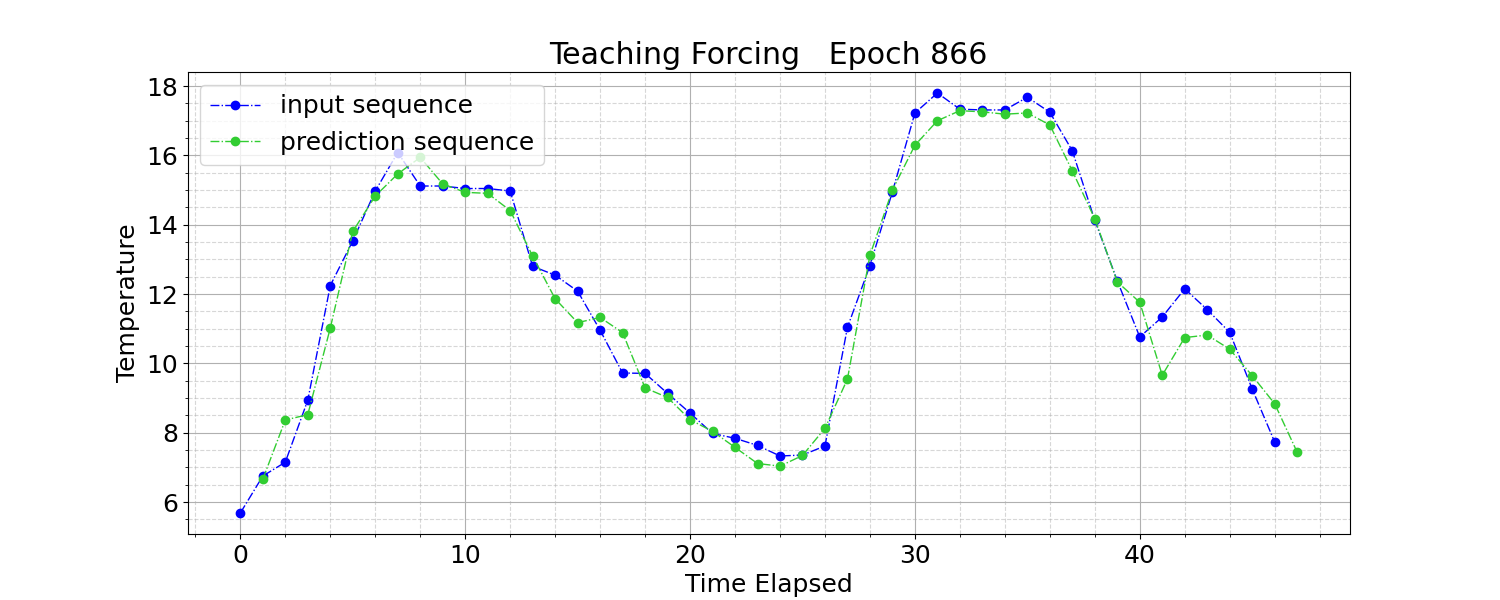 Teaching Forcing   Epoch 866
18
16
14
12
10
8
6
Temperature
input sequence
prediction sequence
0 10 20 30 40
Time Elapsed